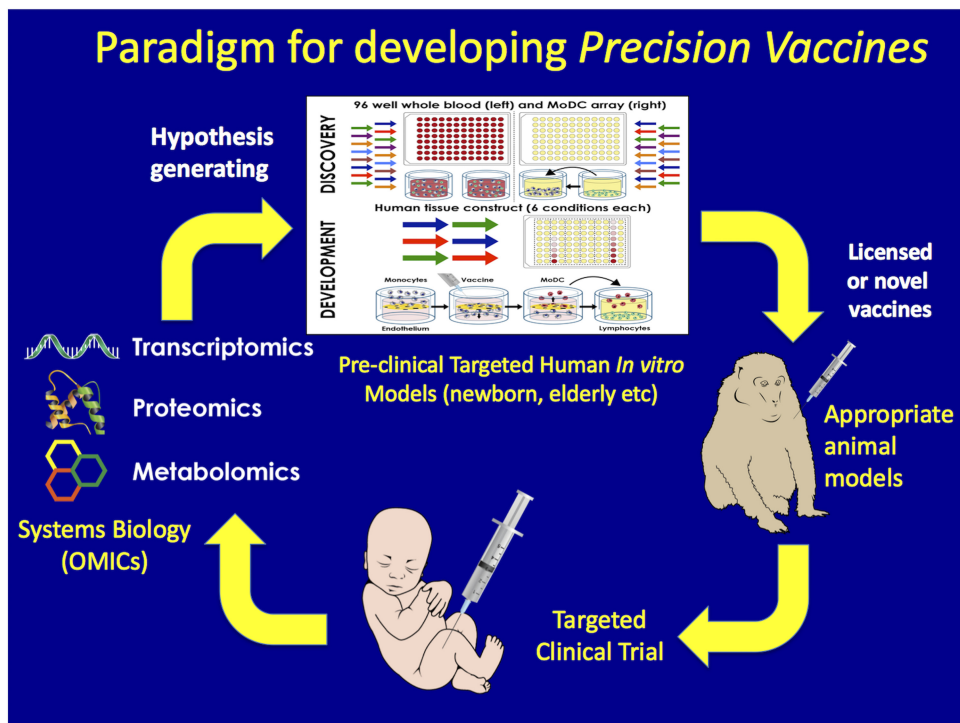 Paradigm for developing Precision Vaccines
Hypothesis
generating
96 well whole blood (left) and MoDC array (right)
DISCOVERY
Human tissue construct (6 conditions each)
DEVELOPMENT
Monocytes
Vaccine
MoDC
Endothelium
Lymphocytes
Pre-clinical Targeted Human In vitro
Models (newborn, elderly etc)
Licensed
or novel
vaccines
Appropriate
animal
models
Targeted
Clinical Trial
Transcriptomics
Proteomics
Metabolomics
Systems Biology
(OMICs)